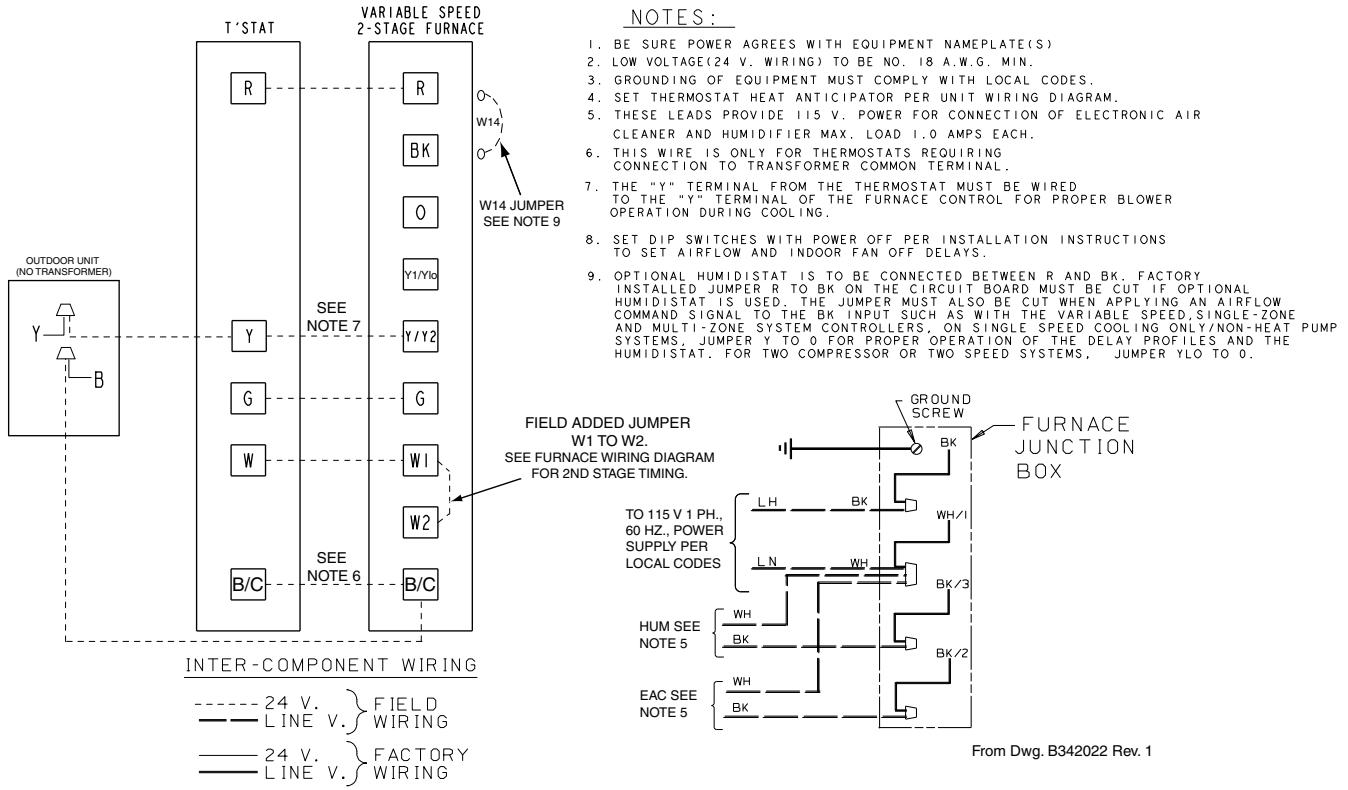 T'STAT
VARIABLE SPEED
2-STAGE FURNACE
R
R
W14
BK
W14 JUMPER
SEE NOTE 9
O
Y1/Ylo
OUTDOOR UNIT
(NO TRANSFORMER)
Y
B
SEE
NOTE 7
Y
Y/Y2
G
G
FIELD ADDED JUMPER
W1 TO W2.
SEE FURNACE WIRING DIAGRAM
FOR 2ND STAGE TIMING.
W
W1
W2
SEE
NOTE 6
B/C
B/C
INTER-COMPONENT WIRING
24 V.
LINE V.
FIELD
WIRING
24 V.
LINE V.
FACTORY
WIRING
NOTES:
1. BE SURE POWER AGREES WITH EQUIPMENT NAMEPLATE(S)
2. LOW VOLTAGE(24 V. WIRING) TO BE NO. 18 A.W.G. MIN.
3. GROUNDING OF EQUIPMENT MUST COMPLY WITH LOCAL CODES.
4. SET THERMOSTAT HEAT ANTICIPATOR PER UNIT WIRING DIAGRAM.
5. THESE LEADS PROVIDE 115 V. POWER FOR CONNECTION OF ELECTRONIC AIR
CLEANER AND HUMIDIFIER MAX. LOAD 1.0 AMPS EACH.
6. THIS WIRE IS ONLY FOR THERMOSTATS REQUIRING
CONNECTION TO TRANSFORMER COMMON TERMINAL.
7. THE "Y" TERMINAL FROM THE THERMOSTAT MUST BE WIRED
TO THE "Y" TERMINAL OF THE FURNACE CONTROL FOR PROPER BLOWER
OPERATION DURING COOLING.
8. SET DIP SWITCHES WITH POWER OFF PER INSTALLATION INSTRUCTIONS
TO SET AIRFLOW AND INDOOR FAN OFF DELAYS.
9. OPTIONAL HUMIDISTAT IS TO BE CONNECTED BETWEEN R AND BK. FACTORY
INSTALLED JUMPER R TO BK ON THE CIRCUIT BOARD MUST BE CUT IF OPTIONAL
HUMIDISTAT IS USED. THE JUMPER MUST ALSO BE CUT WHEN APPLYING AN AIRFLOW
COMMAND SIGNAL TO THE BK INPUT SUCH AS WITH THE VARIABLE SPEED,SINGLE-ZONE
AND MULTI-ZONE SYSTEM CONTROLLERS, ON SINGLE SPEED COOLING ONLY/NON-HEAT PUMP
SYSTEMS, JUMPER Y TO O FOR PROPER OPERATION OF THE DELAY PROFILES AND THE
HUMIDISTAT. FOR TWO COMPRESSOR OR TWO SPEED SYSTEMS, JUMPER YLO TO O.
GROUND
SCREW
FURNACE
JUNCTION
BOX
BK
TO 115 V 1 PH.,
60 HZ., POWER
SUPPLY PER
LOCAL CODES
LH
BK
WH/1
LN
WH
BK/3
HUM SEE
NOTE 5
WH
BK
BK/2
EAC SEE
NOTE 5
WH
BK
From Dwg. B342022 Rev. 1